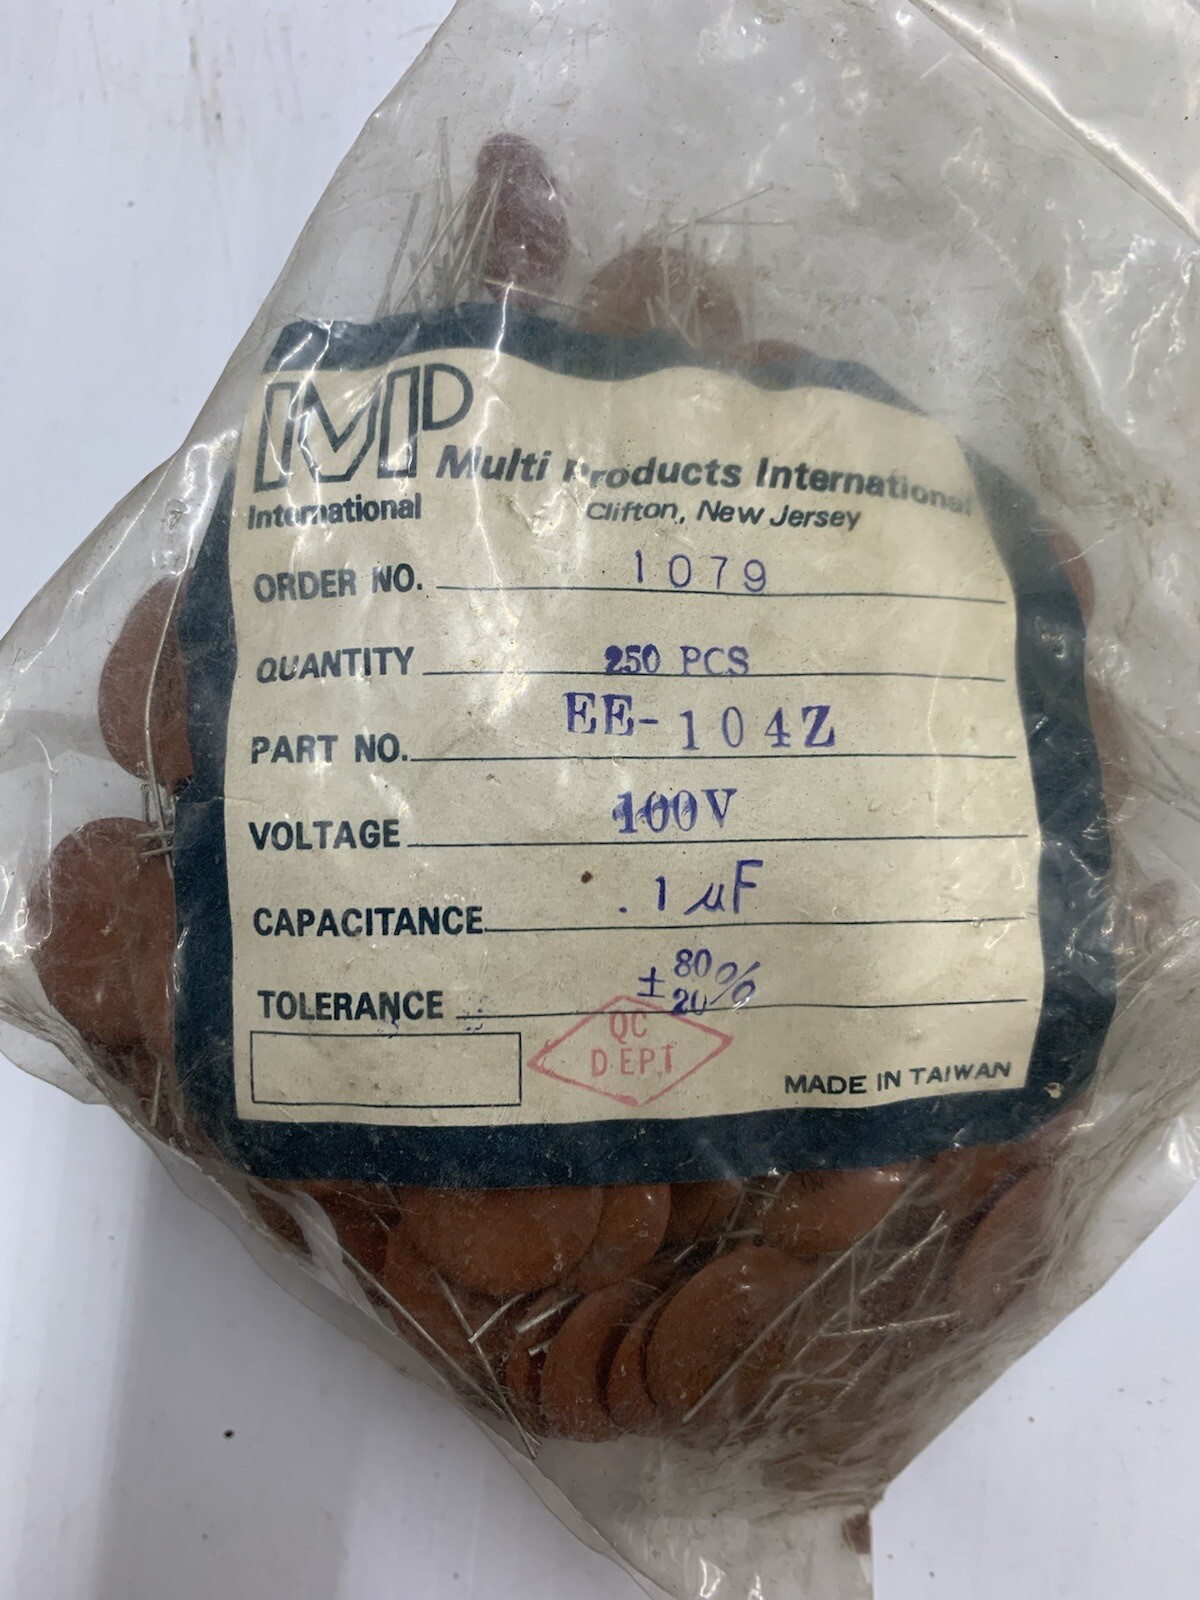 MP
International
Multi Products International
Clifton, New Jersey
ORDER NO. 1079
QUANTITY 250 PCS
PART NO. EE-104Z
VOLTAGE 100V
CAPACITANCE .1 µF
TOLERANCE ± 80 20 %
QC
DEPT
MADE IN TAIWAN